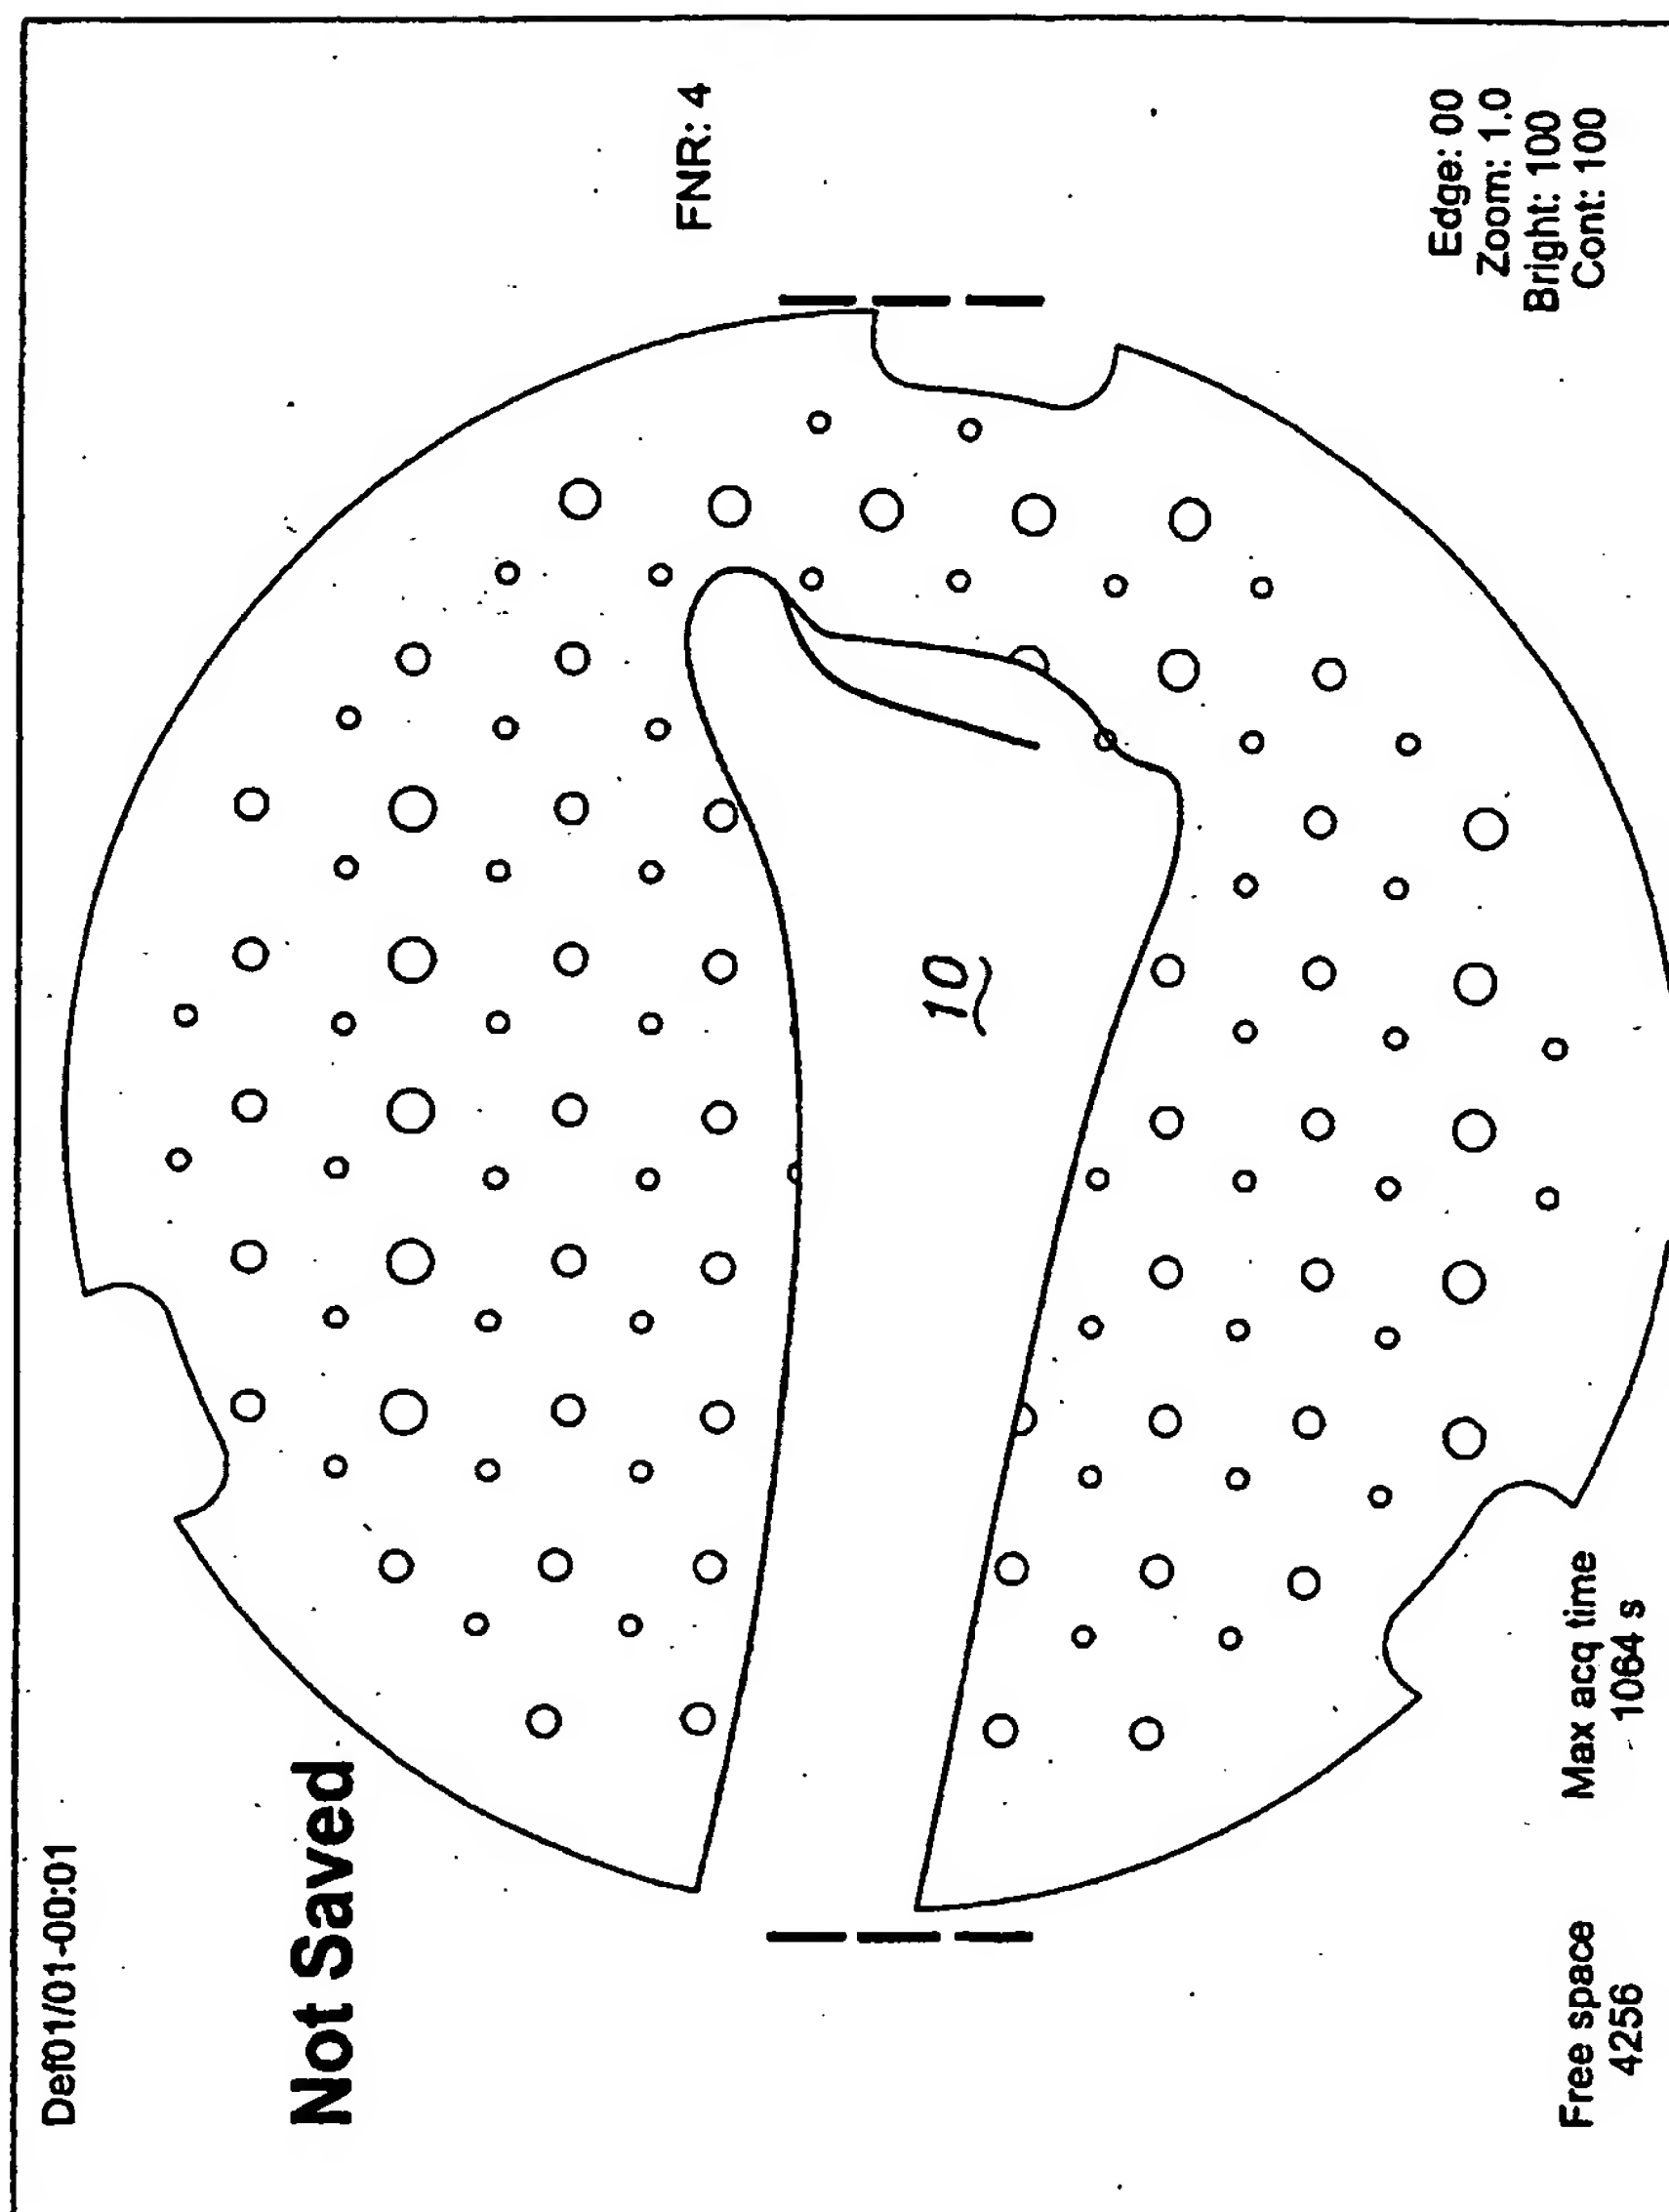 Def01/01-00:01
Not Saved
FNR: 4
10
Edge: 00
Zoom: 1.0
Bright: 100
Cont: 100
Free space
4256
Max acq time
1064 s